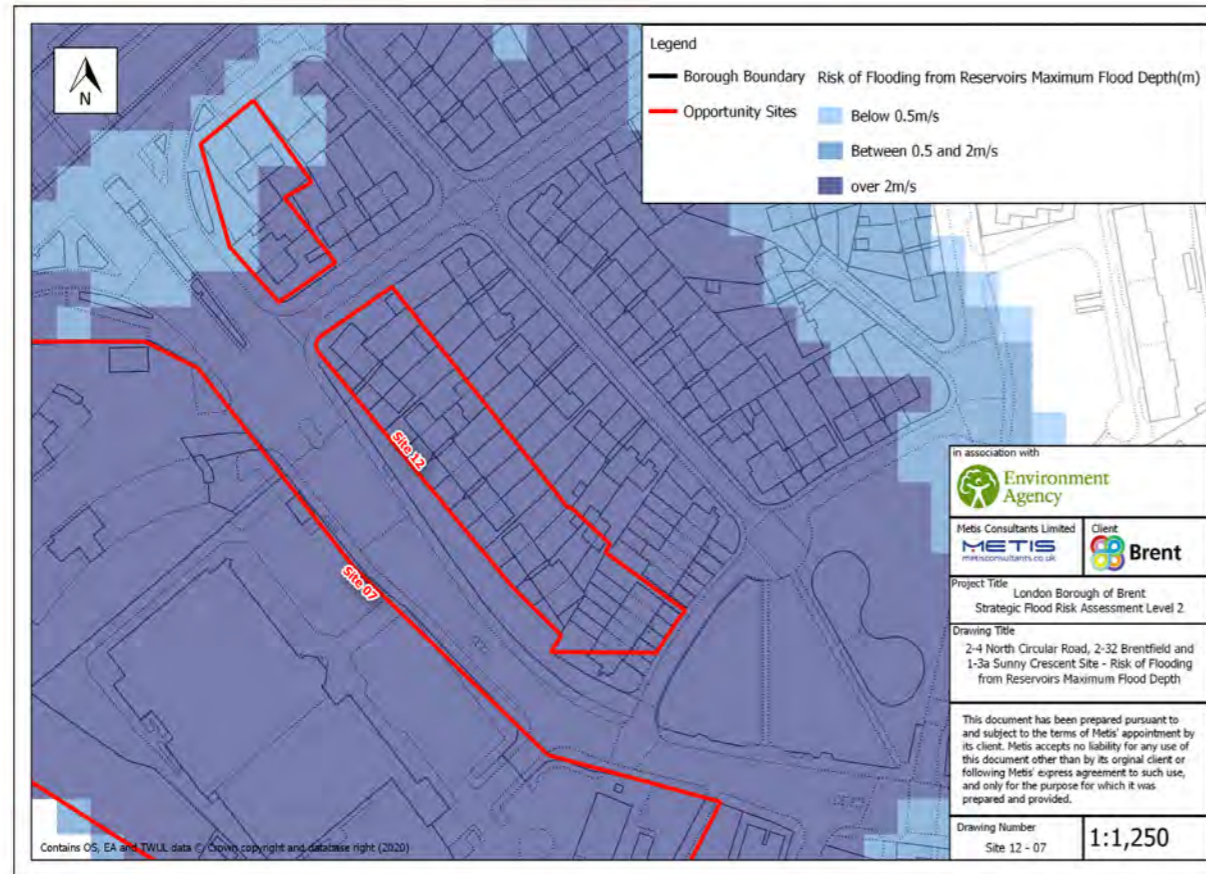 N
Legend
Borough Boundary
Opportunity Sites
Risk of Flooding from Reservoirs Maximum Flood Depth(m)
Below 0.5m/s
Between 0.5 and 2m/s
over 2m/s
Site 12
Site 07
in association with
Environment
Agency
Metis Consultants Limited
METIS
metisconsultants.co.uk
Client
Brent
Project Title
London Borough of Brent
Strategic Flood Risk Assessment Level 2
Drawing Title
2-4 North Circular Road, 2-32 Brentfield and
1-3a Sunny Crescent Site - Risk of Flooding
from Reservoirs Maximum Flood Depth
This document has been prepared pursuant to
and subject to the terms of Metis' appointment by
its client. Metis accepts no liability for any use of
this document other than by its orginal client or
following Metis' express agreement to such use,
and only for the purpose for which it was
prepared and provided.
Drawing Number
Site 12 - 07
1:1,250
Contains OS, EA and TWUL data © Crown copyright and database right (2020)